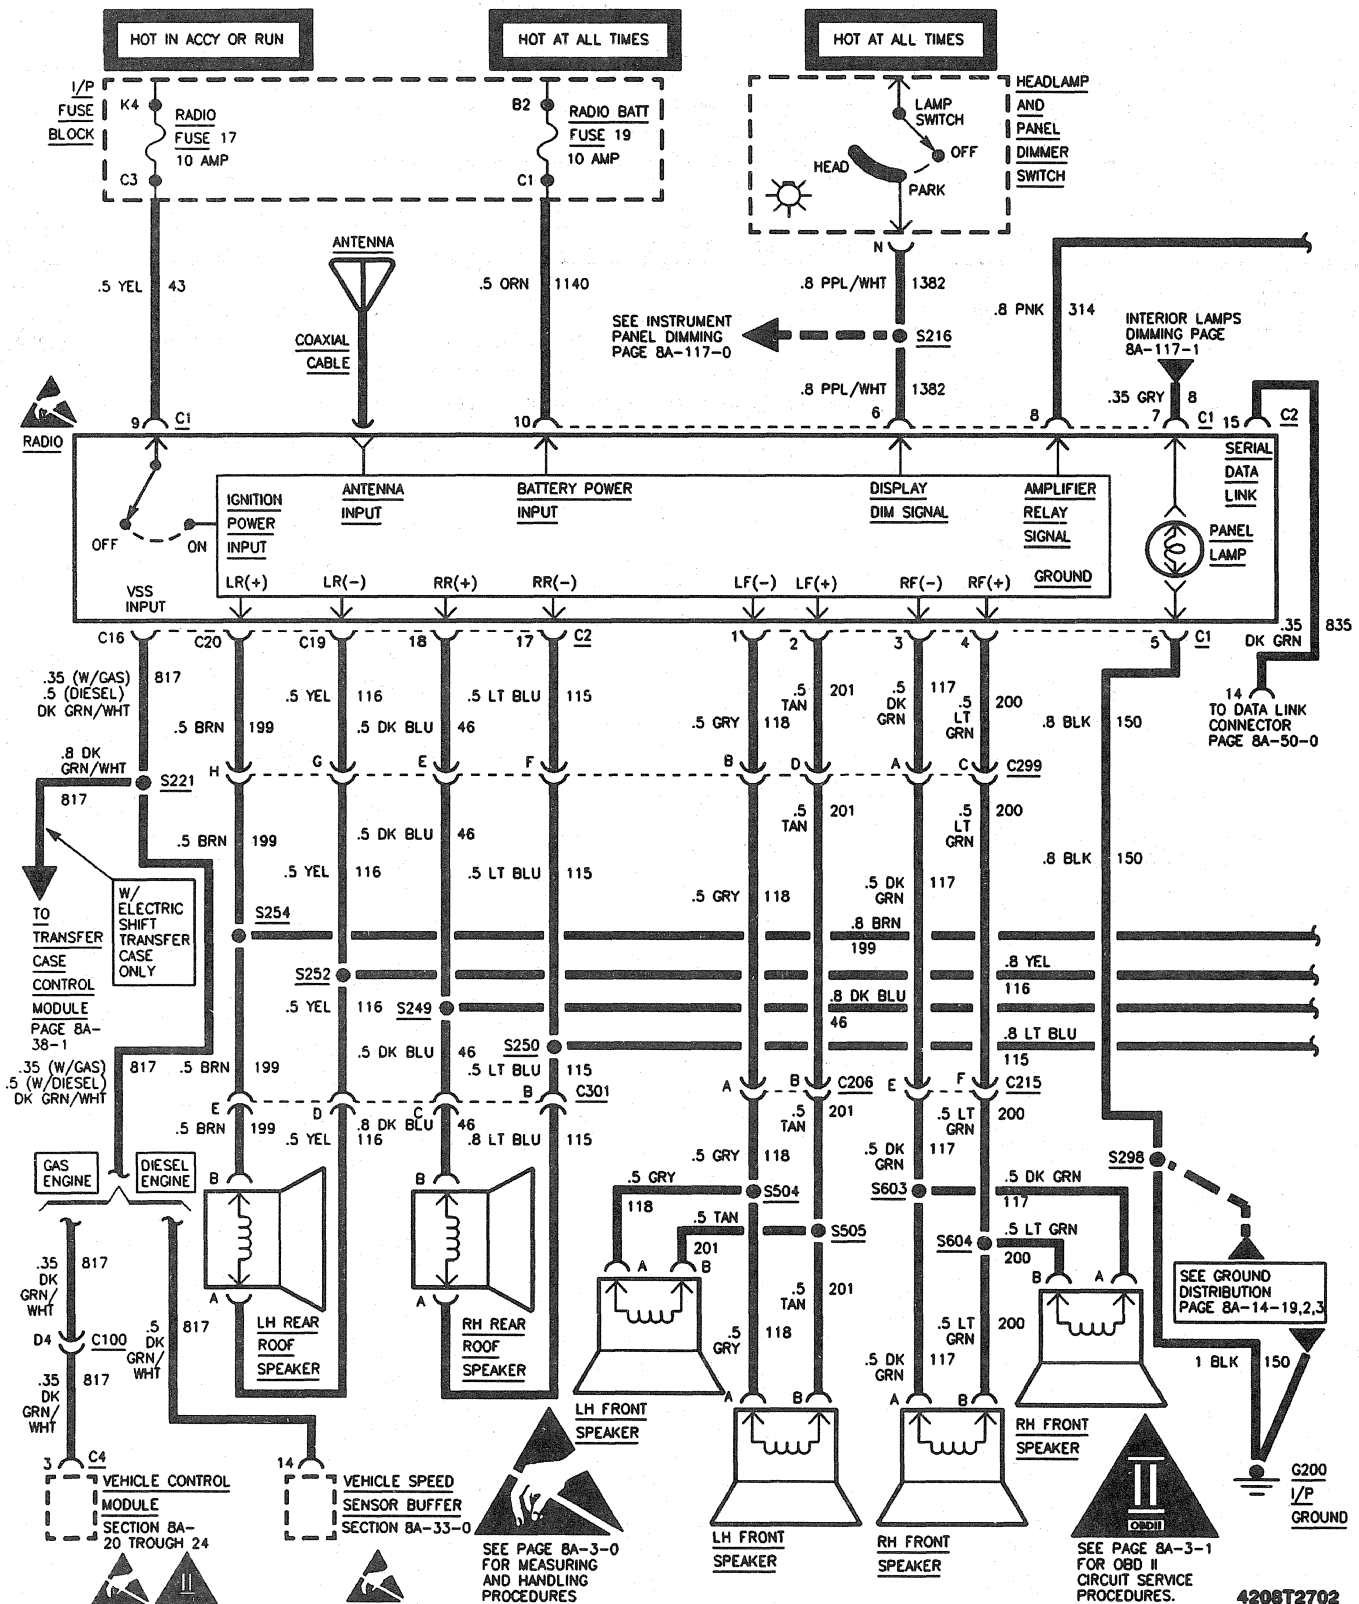 HOT IN ACCY OR RUN
HOT AT ALL TIMES
HOT AT ALL TIMES
I/P
FUSE
BLOCK
K4
RADIO
FUSE 17
10 AMP
C3
B2
RADIO BATT
FUSE 19
10 AMP
C1
LAMP
SWITCH
OFF
HEAD
PARK
HEADLAMP
AND
PANEL
DIMMER
SWITCH
N
ANTENNA
COAXIAL
CABLE
.5 YEL 43
.5 ORN 1140
.8 PPL/WHT 1382
SEE INSTRUMENT
PANEL DIMMING
PAGE 8A-117-0
S216
.8 PPL/WHT 1382
.8 PNK 314
INTERIOR LAMPS
DIMMING PAGE
8A-117-1
.35 GRY 8
RADIO
9 C1
10
6
8
7 C1
15 C2
SERIAL
DATA
LINK
OFF
ON
IGNITION
POWER
INPUT
ANTENNA
INPUT
BATTERY POWER
INPUT
DISPLAY
DIM SIGNAL
AMPLIFIER
RELAY
SIGNAL
GROUND
PANEL
LAMP
VSS
INPUT
LR(+) LR(-) RR(+) RR(-) LF(-) LF(+) RF(-) RF(+)
C16 C20 C19 18 17 C2 1 2 3 4 5 C1
.35
DK GRN
835
14
TO DATA LINK
CONNECTOR
PAGE 8A-50-0
.35 (W/GAS)
.5 (DIESEL)
DK GRN/WHT
817
.5 BRN 199
.5 YEL 116
.5 DK BLU 46
.5 LT BLU 115
.5 GRY 118
.5
TAN
201
.5
DK
GRN
117
.5
LT
GRN
200
.8 BLK 150
.8 DK
GRN/WHT
817
S221
H G E F B D A C C299
.5 BRN 199
.5 DK BLU 46
.5 YEL 116
.5 LT BLU 115
.5 GRY 118
.5
TAN
201
.5 DK
GRN
117
.5
LT
GRN
200
.8 BLK 150
W/
ELECTRIC
SHIFT
TRANSFER
CASE
ONLY
TO
TRANSFER
CASE
CONTROL
MODULE
PAGE 8A-
38-1
S254
.8 BRN
199
S252
.8 YEL
116
.5 YEL 116
S249
.8 DK BLU
46
.5 DK BLU 46
S250
.8 LT BLU
115
.5 LT BLU 115
.35 (W/GAS)
.5 (W/DIESEL)
DK GRN/WHT
817
.5 BRN 199
B C301
A B C206
E F C215
E D C
.5 BRN 199
.5 YEL 116
.8 DK BLU 46
.8 LT BLU 115
.5
TAN
201
.5 LT
GRN
200
.5 GRY 118
.5 DK
GRN
117
GAS
ENGINE
DIESEL
ENGINE
B
A
LH REAR
ROOF
SPEAKER
B
A
RH REAR
ROOF
SPEAKER
.5 GRY
118
S504
.5 TAN
201
S505
A B
S603
.5 DK GRN
117
S604
.5 LT GRN
200
B A
S298
SEE GROUND
DISTRIBUTION
PAGE 8A-14-19,2,3
.35
DK
GRN/
WHT
817
D4 C100
.35
DK
GRN/
WHT
817
.5
DK
GRN/
WHT
817
.5
TAN
201
.5
GRY
118
.5 LT
GRN
200
.5 DK
GRN
117
1 BLK 150
A B
A B
LH FRONT
SPEAKER
RH FRONT
SPEAKER
3 C4
VEHICLE CONTROL
MODULE
SECTION 8A-
20 TROUGH 24
14
VEHICLE SPEED
SENSOR BUFFER
SECTION 8A-33-0
SEE PAGE 8A-3-0
FOR MEASURING
AND HANDLING
PROCEDURES
LH FRONT
SPEAKER
RH FRONT
SPEAKER
OBDII
SEE PAGE 8A-3-1
FOR OBD II
CIRCUIT SERVICE
PROCEDURES.
G200
I/P
GROUND
4208T2702